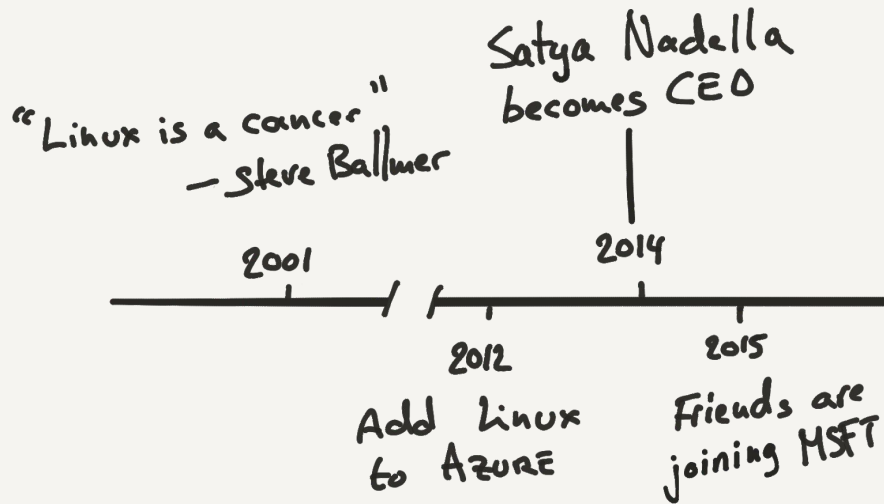 "Linux is a cancer"
– Steve Ballmer
Satya Nadella
becomes CEO
2001
2014
2012
2015
Add Linux
to AZURE
Friends are
joining MSFT